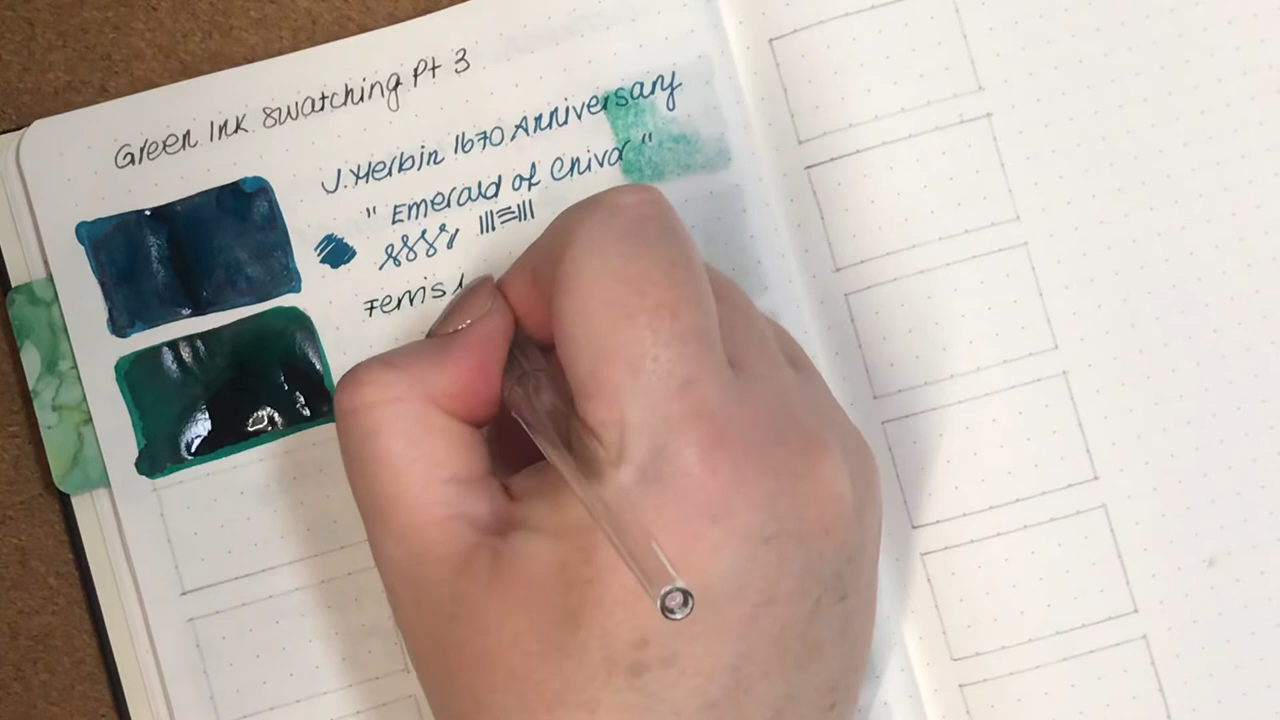 Green Ink Swatching Pt 3
J. Herbin 1670 Anniversary
" Emerald of Chivor "
Ferris